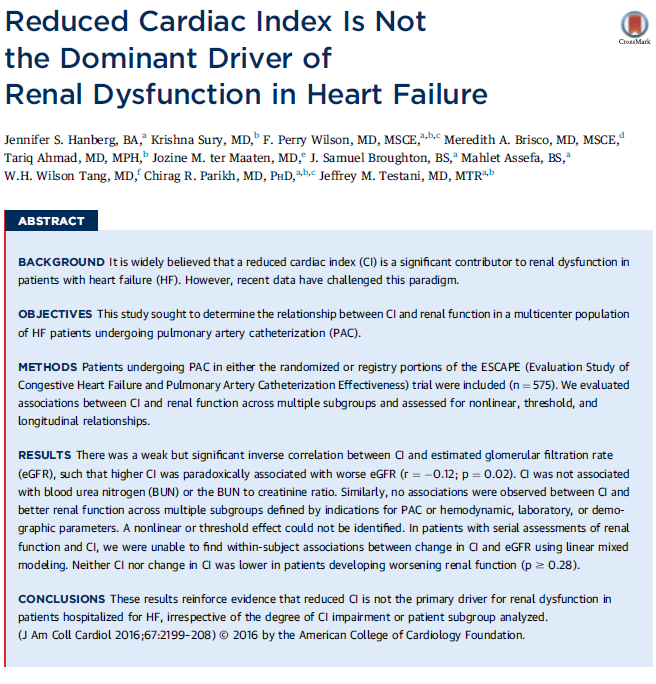 Reduced Cardiac Index Is Not
the Dominant Driver of
Renal Dysfunction in Heart Failure
CrossMark
Jennifer S. Hanberg, BA,a Krishna Sury, MD,b F. Perry Wilson, MD, MSCE,a,b,c Meredith A. Brisco, MD, MSCE,d
Tariq Ahmad, MD, MPH,b Jozine M. ter Maaten, MD,e J. Samuel Broughton, BS,a Mahlet Assefa, BS,a
W.H. Wilson Tang, MD,f Chirag R. Parikh, MD, PhD,a,b,c Jeffrey M. Testani, MD, MTRa,b
ABSTRACT
BACKGROUND It is widely believed that a reduced cardiac index (CI) is a significant contributor to renal dysfunction in
patients with heart failure (HF). However, recent data have challenged this paradigm.
OBJECTIVES This study sought to determine the relationship between CI and renal function in a multicenter population
of HF patients undergoing pulmonary artery catheterization (PAC).
METHODS Patients undergoing PAC in either the randomized or registry portions of the ESCAPE (Evaluation Study of
Congestive Heart Failure and Pulmonary Artery Catheterization Effectiveness) trial were included (n = 575). We evaluated
associations between CI and renal function across multiple subgroups and assessed for nonlinear, threshold, and
longitudinal relationships.
RESULTS There was a weak but significant inverse correlation between CI and estimated glomerular filtration rate
(eGFR), such that higher CI was paradoxically associated with worse eGFR (r = −0.12; p = 0.02). CI was not associated
with blood urea nitrogen (BUN) or the BUN to creatinine ratio. Similarly, no associations were observed between CI and
better renal function across multiple subgroups defined by indications for PAC or hemodynamic, laboratory, or demo-
graphic parameters. A nonlinear or threshold effect could not be identified. In patients with serial assessments of renal
function and CI, we were unable to find within-subject associations between change in CI and eGFR using linear mixed
modeling. Neither CI nor change in CI was lower in patients developing worsening renal function (p ≥ 0.28).
CONCLUSIONS These results reinforce evidence that reduced CI is not the primary driver for renal dysfunction in
patients hospitalized for HF, irrespective of the degree of CI impairment or patient subgroup analyzed.
(J Am Coll Cardiol 2016;67:2199–208) © 2016 by the American College of Cardiology Foundation.